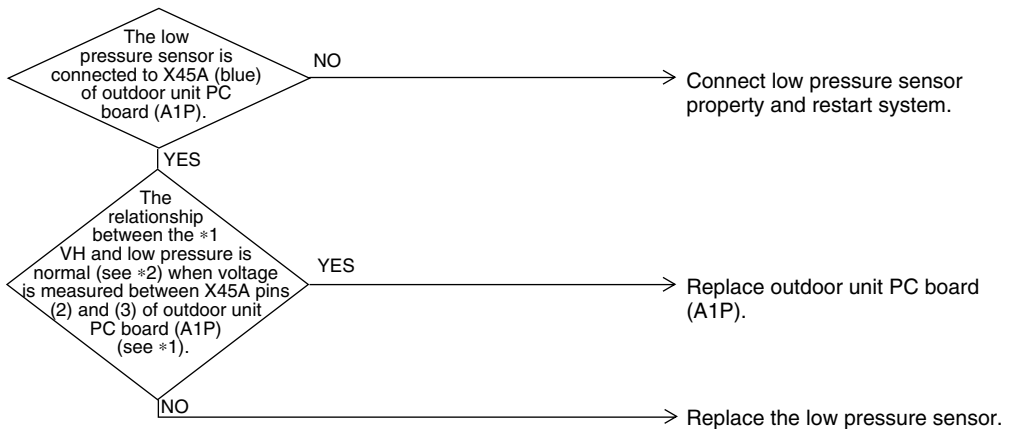 The low
pressure sensor is
connected to X45A (blue)
of outdoor unit PC
board (A1P).
NO
Connect low pressure sensor
property and restart system.
YES
The
relationship
between the *1
VH and low pressure is
normal (see *2) when voltage
is measured between X45A pins
(2) and (3) of outdoor unit
PC board (A1P)
(see *1).
YES
Replace outdoor unit PC board
(A1P).
NO
Replace the low pressure sensor.